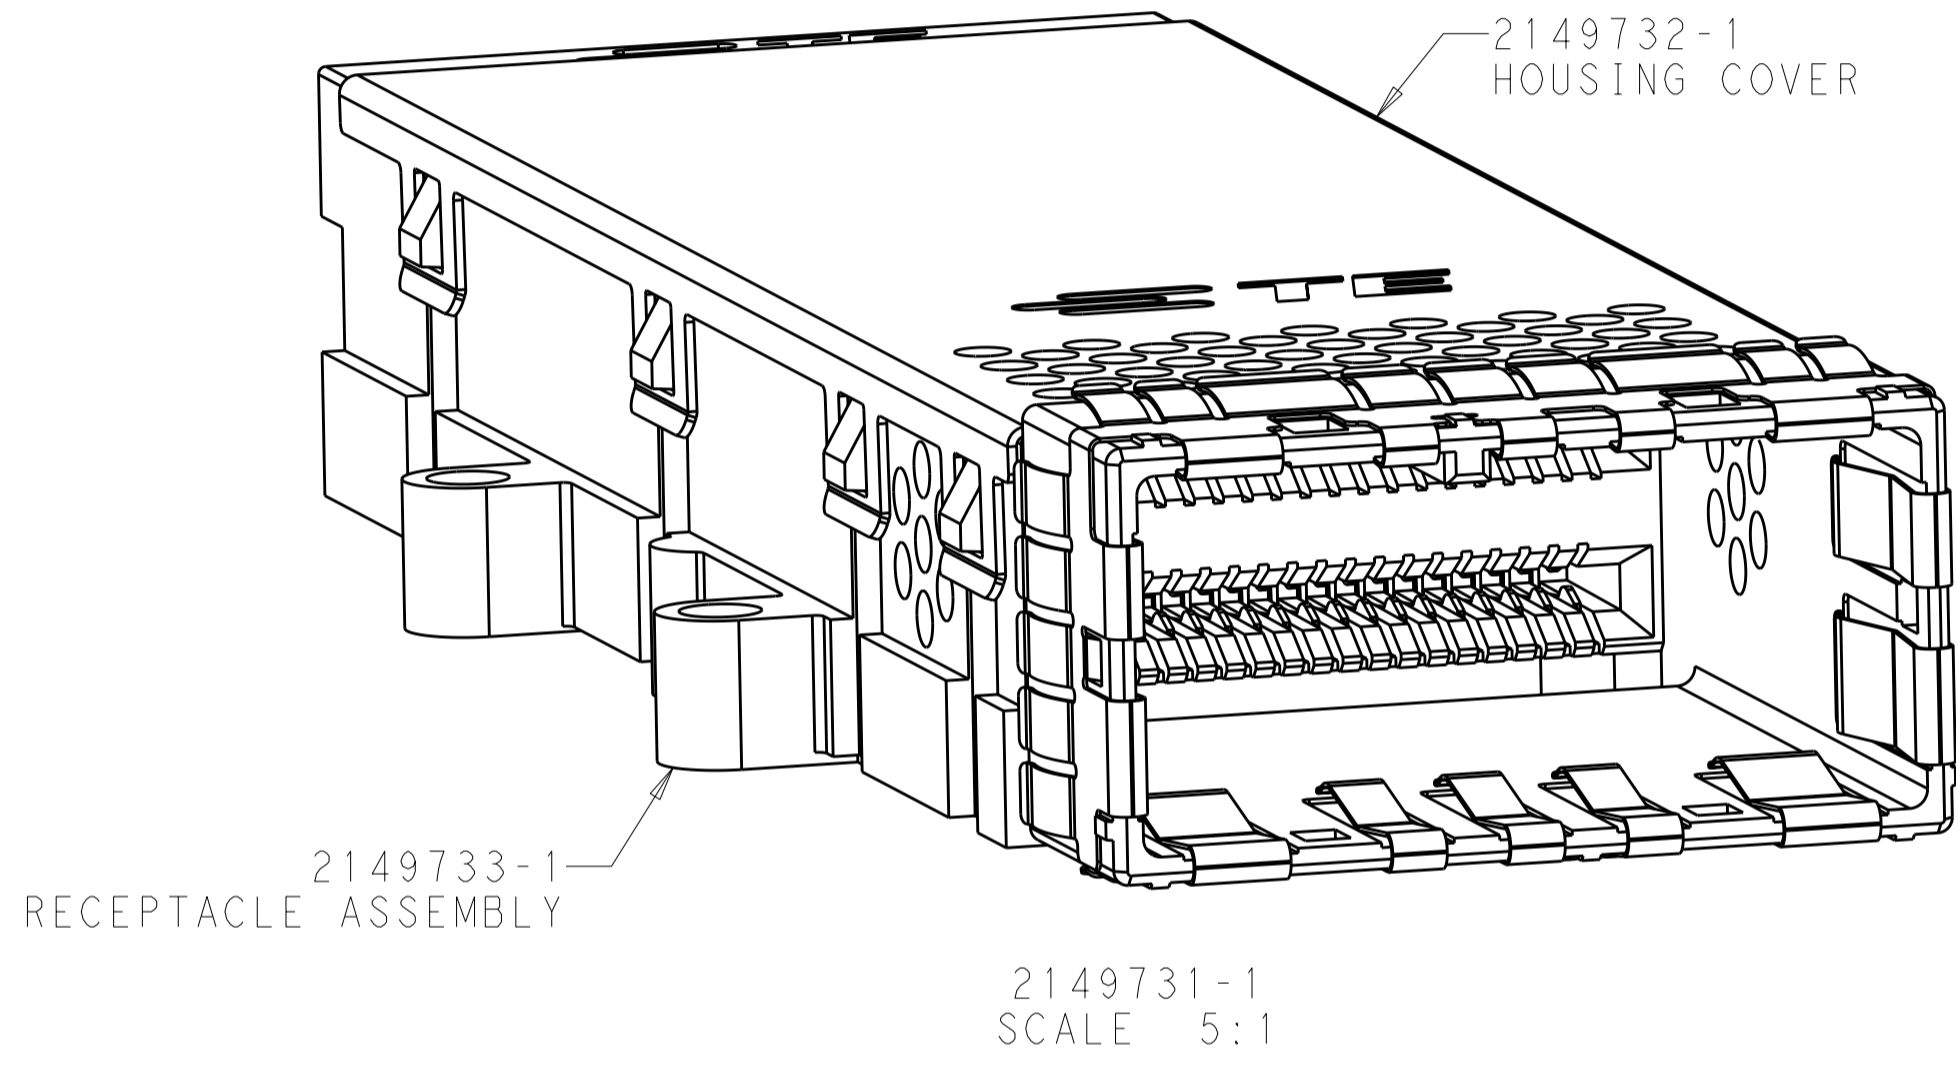 2149732-1
HOUSING COVER
2149733-1
RECEPTACLE ASSEMBLY
2149731-1
SCALE 5:1